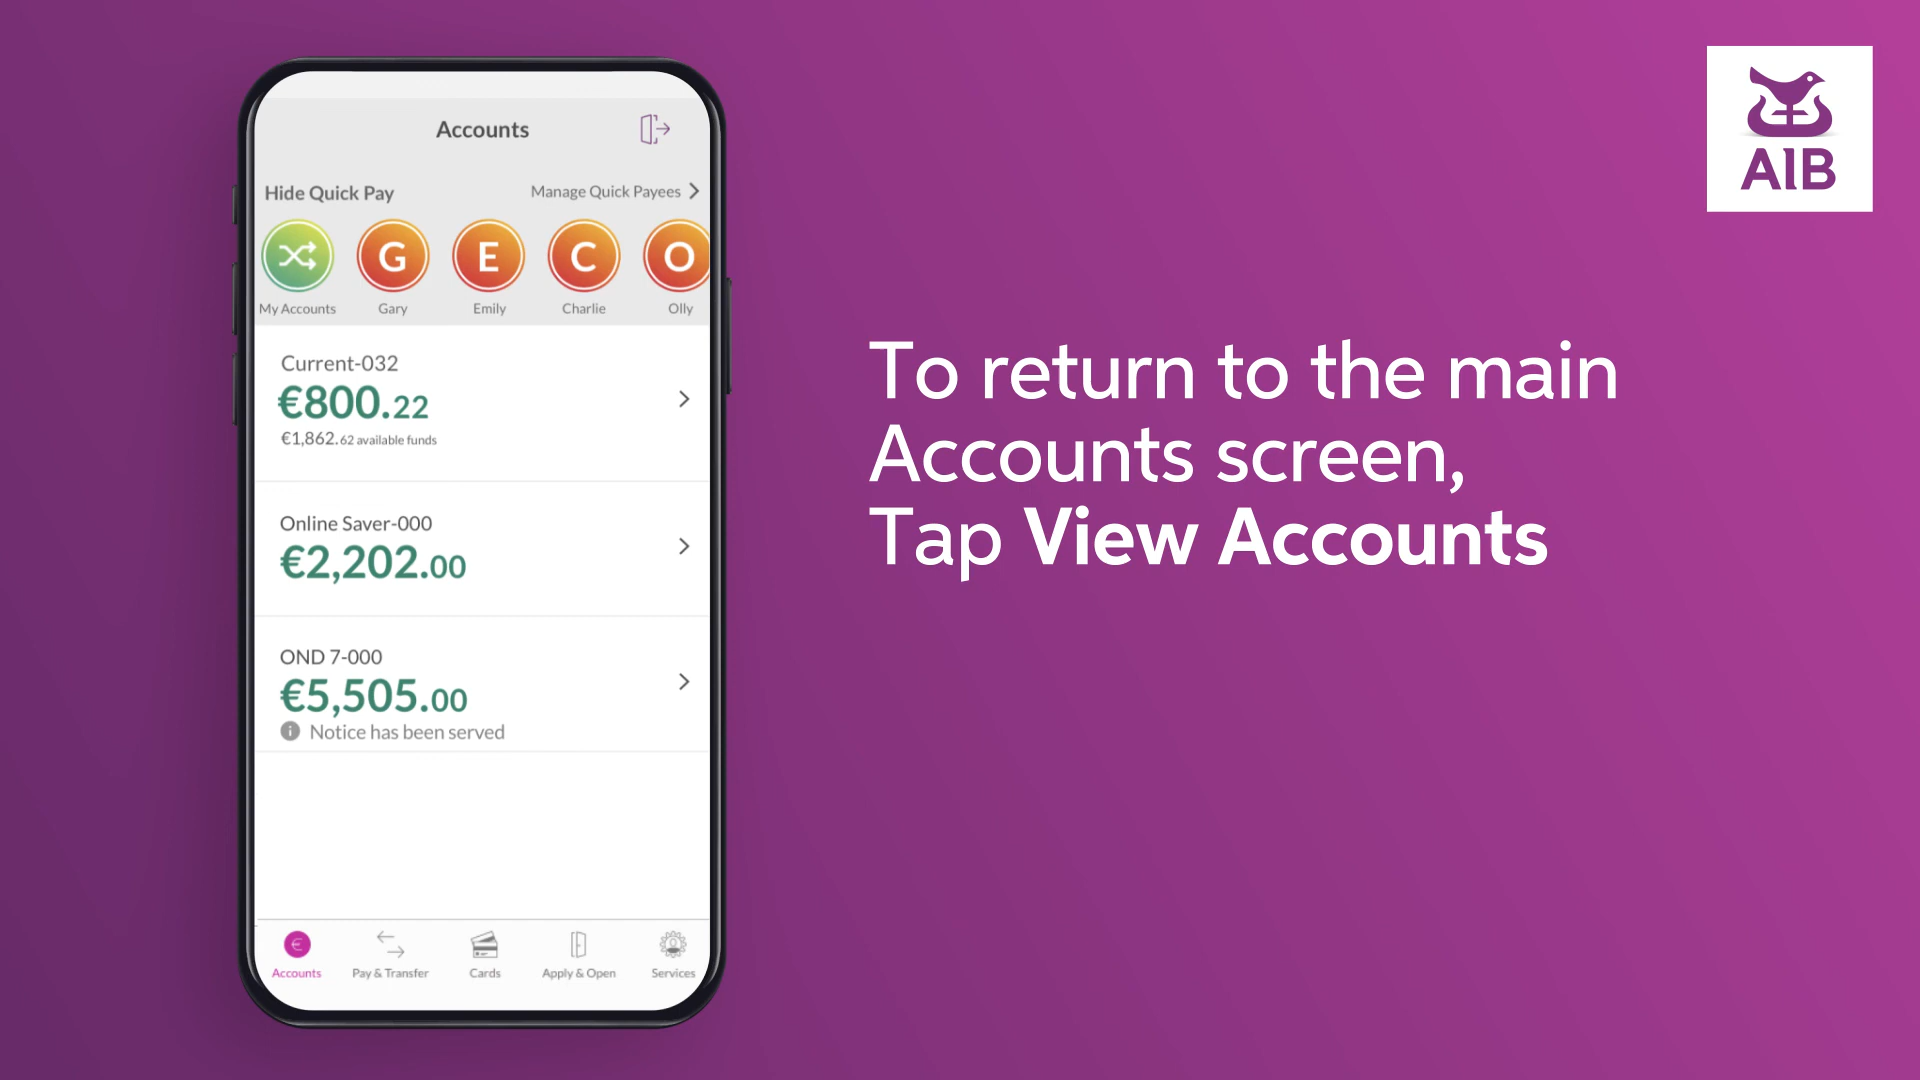 Accounts
Hide Quick Pay
Manage Quick Payees
G
E
C
O
My Accounts
Gary
Emily
Charlie
Olly
Current-032
€800.22
€1,862.62 available funds
Online Saver-000
€2,202.00
OND 7-000
€5,505.00
Notice has been served
Accounts
Pay & Transfer
Cards
Apply & Open
Services
To return to the main
Accounts screen,
Tap View Accounts
AIB